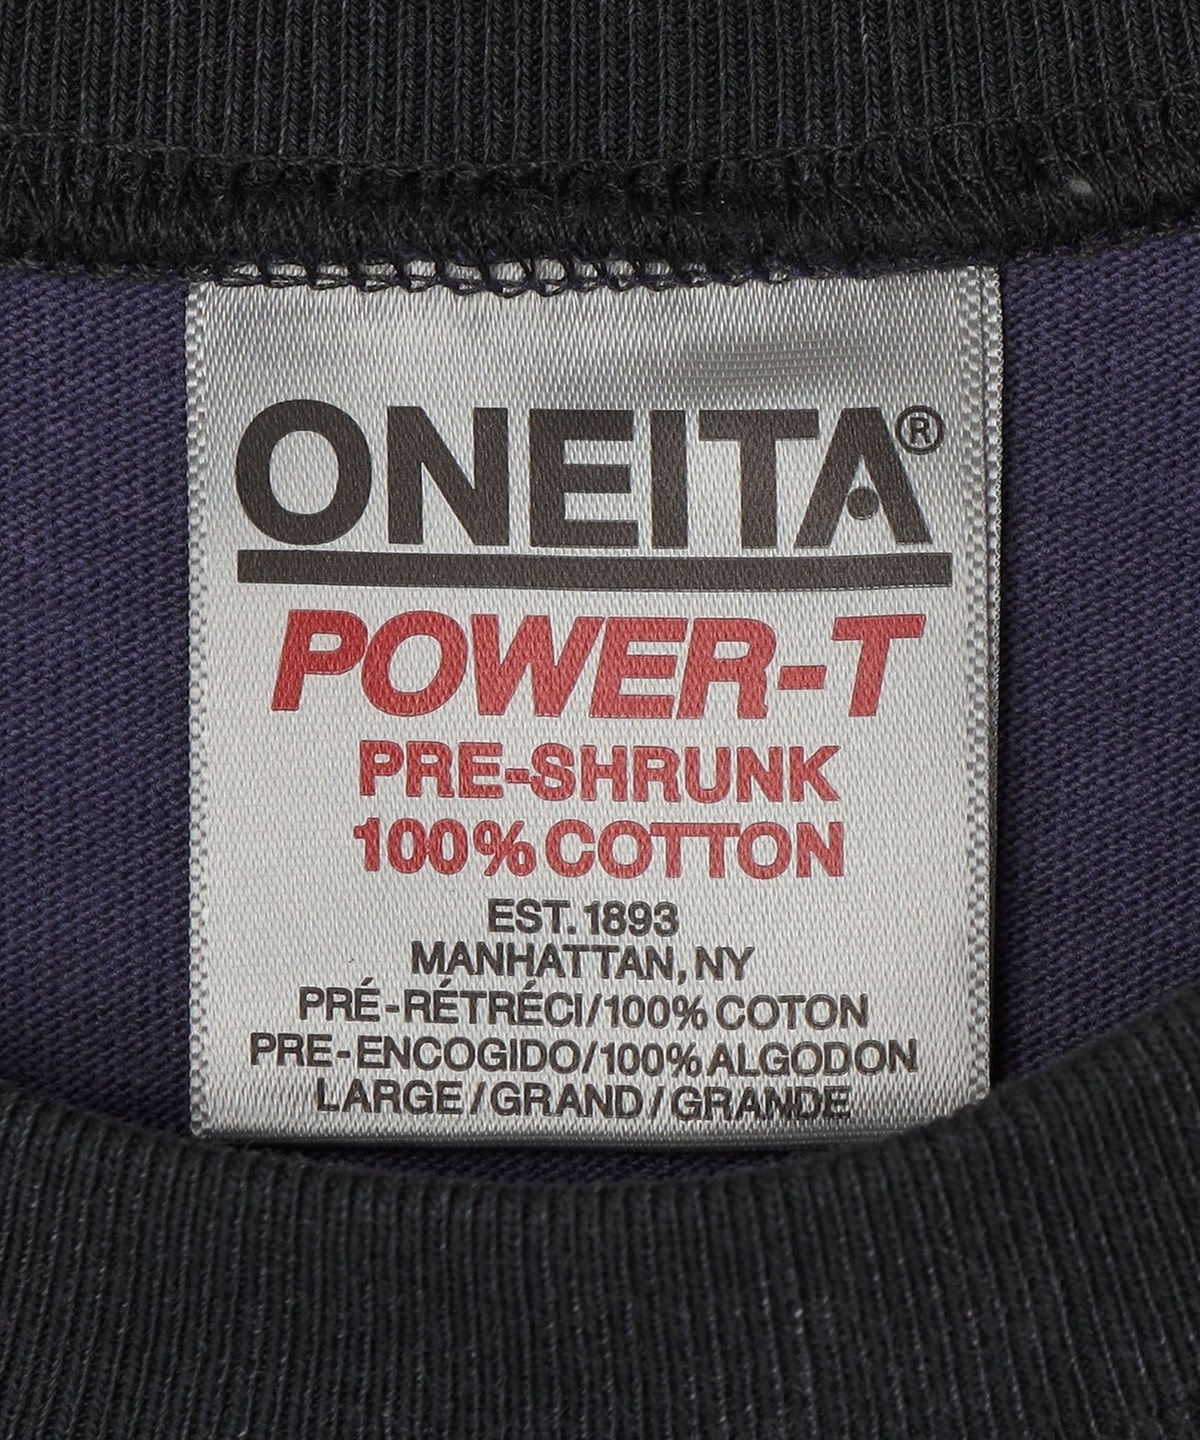 ONEITA®
POWER-T
PRE-SHRUNK
100% COTTON
EST. 1893
MANHATTAN, NY
PRÉ-RÉTRÉCI/100% COTON
PRE-ENCOGIDO/100% ALGODON
LARGE/GRAND/GRANDE